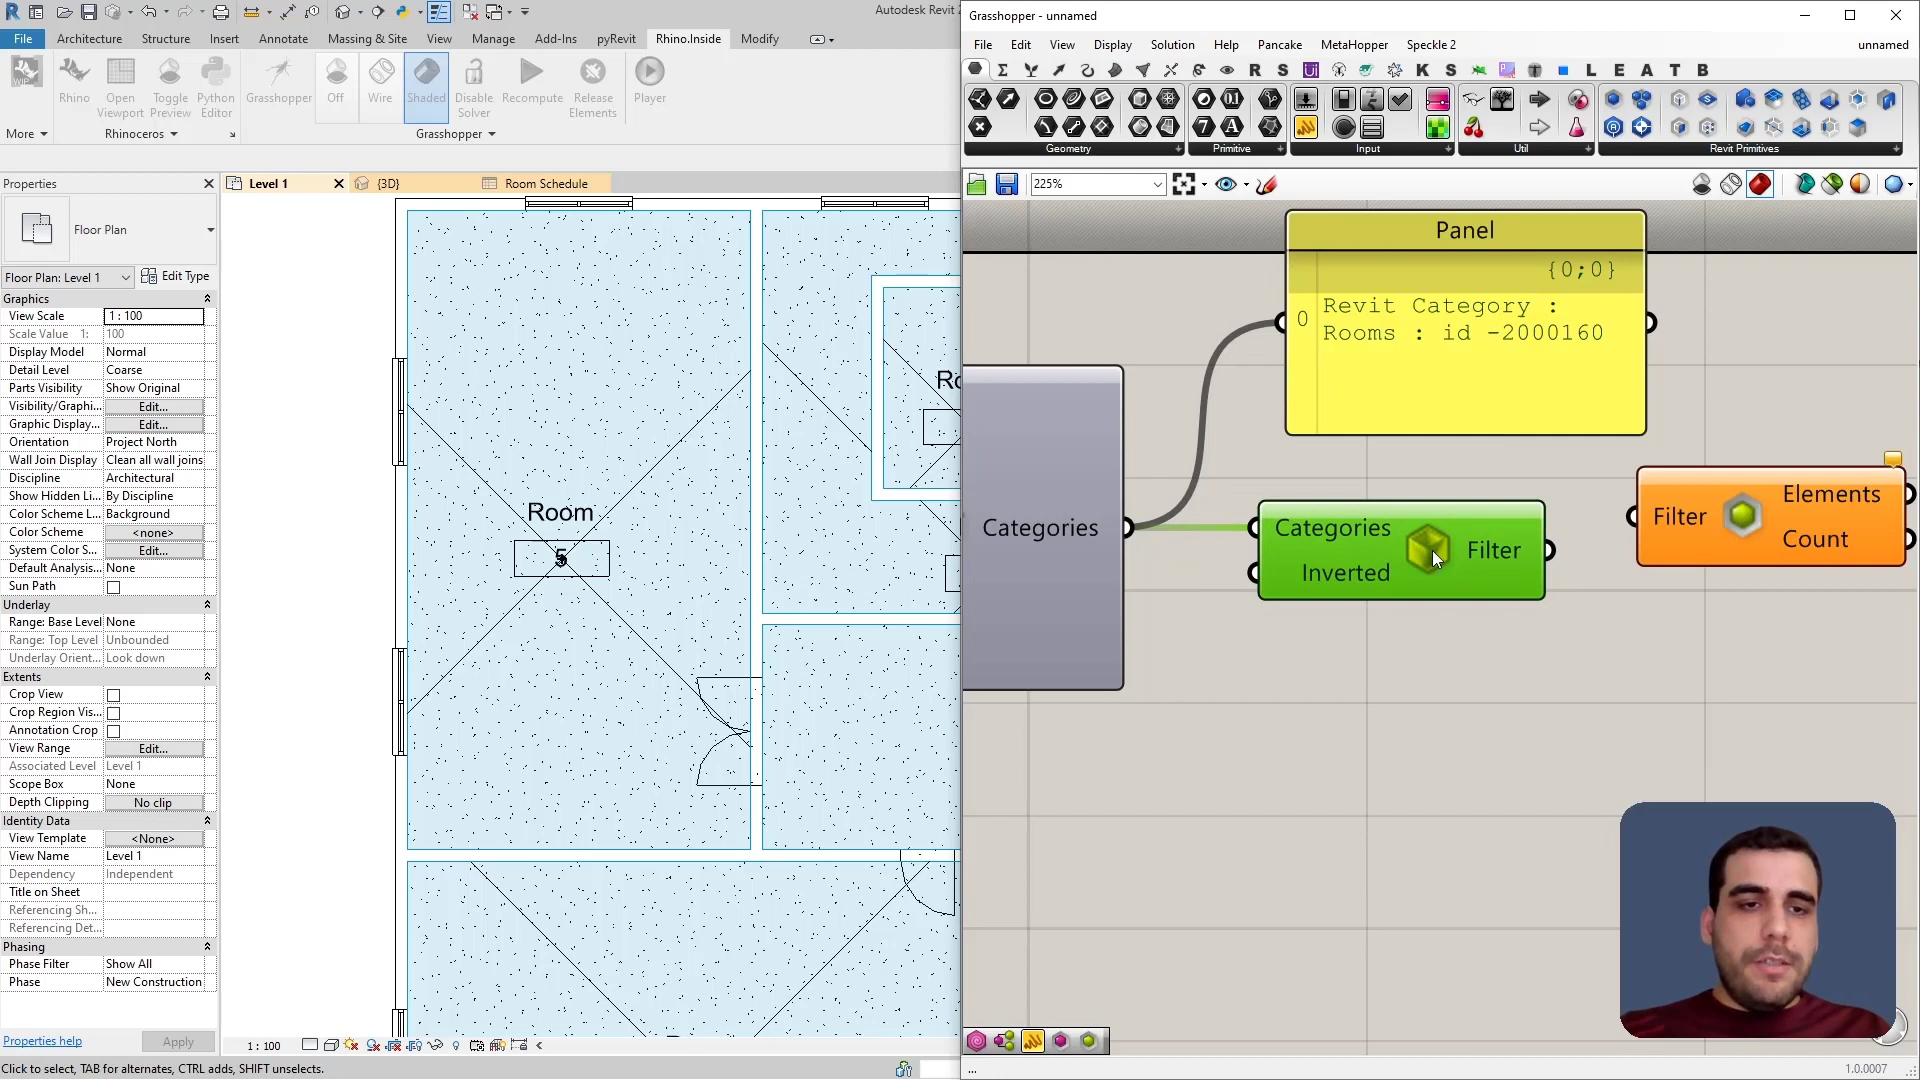 Autodesk Revit 2
File
Architecture
Structure
Insert
Annotate
Massing & Site
View
Manage
Add-Ins
pyRevit
Rhino.Inside
Modify
WIP
Rhino
Open Viewport
Toggle Preview
Python Editor
Grasshopper
Off
Wire
Shaded
Disable Solver
Recompute
Release Elements
Player
More
Rhinoceros
Grasshopper
Properties
Floor Plan
Floor Plan: Level 1
Edit Type
Graphics
View Scale 1 : 100
Scale Value 1: 100
Display Model Normal
Detail Level Coarse
Parts Visibility Show Original
Visibility/Graphi... Edit...
Graphic Display... Edit...
Orientation Project North
Wall Join Display Clean all wall joins
Discipline Architectural
Show Hidden Li... By Discipline
Color Scheme L... Background
Color Scheme <none>
System Color S... Edit...
Default Analysis... None
Sun Path
Underlay
Range: Base Level None
Range: Top Level Unbounded
Underlay Orient... Look down
Extents
Crop View
Crop Region Vis...
Annotation Crop
View Range Edit...
Associated Level Level 1
Scope Box None
Depth Clipping No clip
Identity Data
View Template <None>
View Name Level 1
Dependency Independent
Title on Sheet
Referencing Sh...
Referencing Det...
Phasing
Phase Filter Show All
Phase New Construction
Properties help
Apply
Level 1
{3D}
Room Schedule
Room
5
Ro
1 : 100
Click to select, TAB for alternates, CTRL adds, SHIFT unselects.
Grasshopper - unnamed
File
Edit
View
Display
Solution
Help
Pancake
MetaHopper
Speckle 2
unnamed
R S K S L E A T B
Geometry
Primitive
Input
Util
Revit Primitives
225%
Panel
{0;0}
0 Revit Category :
Rooms : id -2000160
Categories
Categories
Inverted
Filter
Filter
Elements
Count
...
1.0.0007